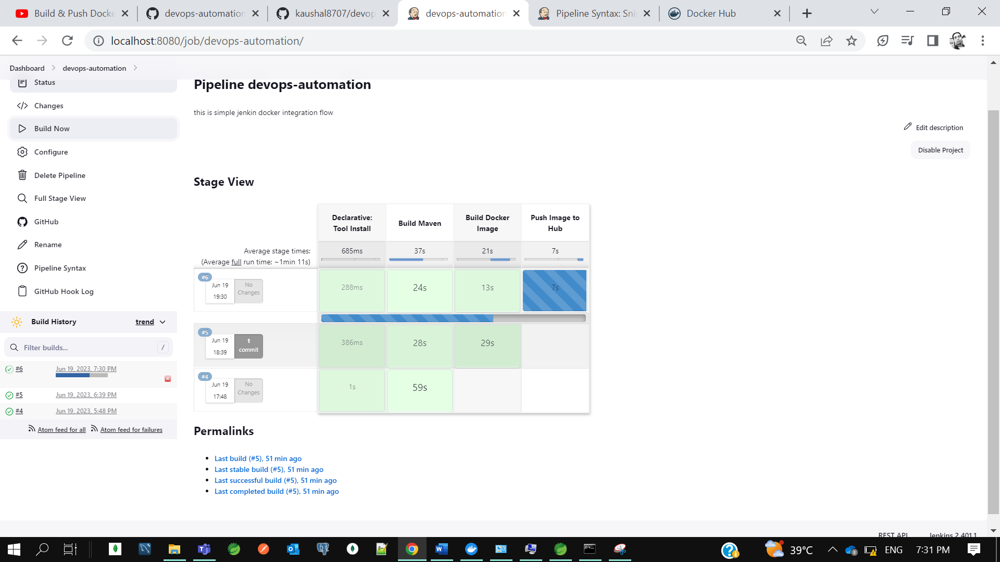 Build & Push Docke
devops-automation
kaushal8707/devop
devops-automation
Pipeline Syntax: Sni
Docker Hub
localhost:8080/job/devops-automation/
Dashboard
devops-automation
Status
Changes
Build Now
Configure
Delete Pipeline
Full Stage View
GitHub
Rename
Pipeline Syntax
GitHub Hook Log
Build History
trend
Filter builds...
/
#6
Jun 19, 2023, 7:30 PM
#5
Jun 19, 2023, 6:39 PM
#4
Jun 19, 2023, 5:48 PM
Atom feed for all
Atom feed for failures
Pipeline devops-automation
this is simple jenkin docker integration flow
Edit description
Disable Project
Stage View
Declarative:
Tool Install
Build Maven
Build Docker
Image
Push Image to
Hub
Average stage times:
(Average full run time: ~1min 11s)
685ms
37s
21s
7s
#6
Jun 19
19:30
No
Changes
288ms
24s
13s
7s
#5
Jun 19
18:39
1
commit
386ms
28s
29s
#4
Jun 19
17:48
No
Changes
1s
59s
Permalinks
Last build (#5), 51 min ago
Last stable build (#5), 51 min ago
Last successful build (#5), 51 min ago
Last completed build (#5), 51 min ago
REST API
Jenkins 2.401.1
39°C
ENG
7:31 PM